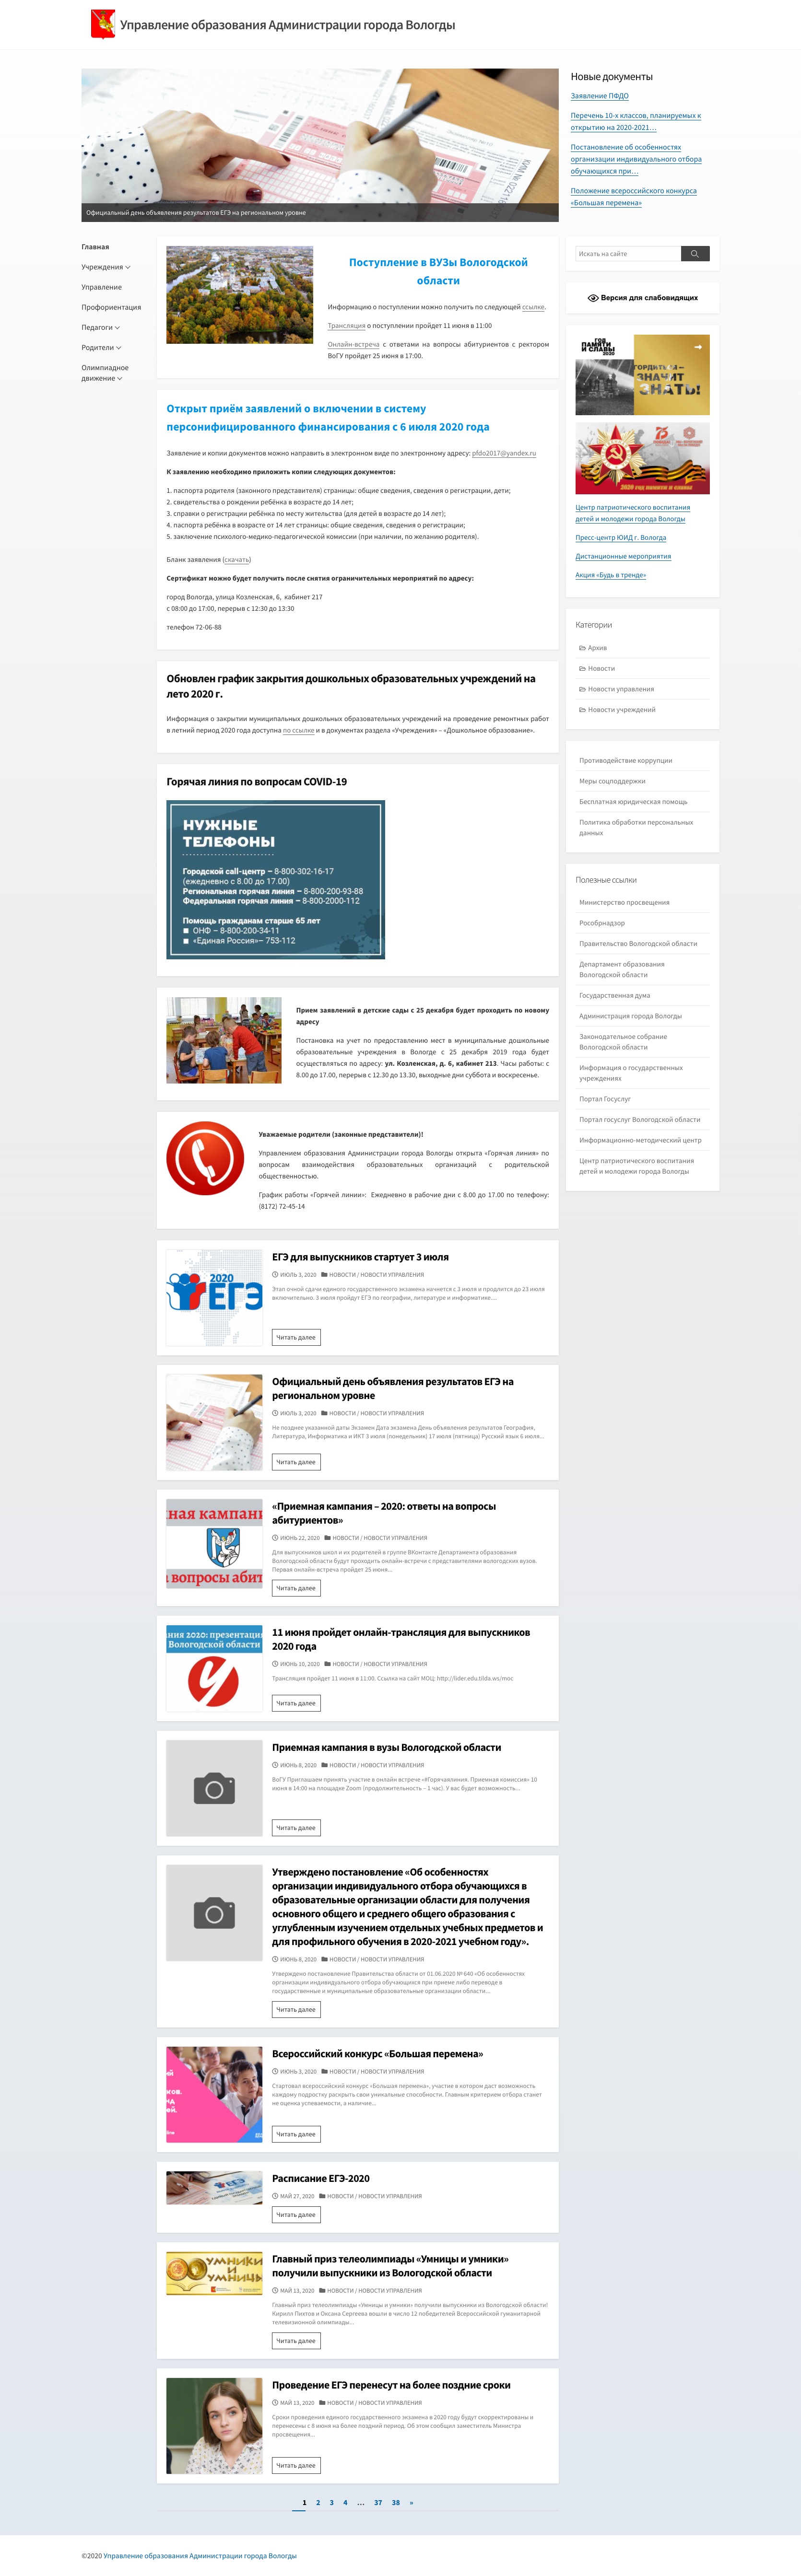 Управление образования Администрации города Вологды
Официальный день объявления результатов ЕГЭ на региональном уровне
Новые документы
Заявление ПФДО
Перечень 10-х классов, планируемых к
открытию на 2020-2021…
Постановление об особенностях
организации индивидуального отбора
обучающихся при…
Положение всероссийского конкурса
«Большая перемена»
Главная
Учреждения
Управление
Профориентация
Педагоги
Родители
Олимпиадное
движение
Поступление в ВУЗы Вологодской
области
Информацию о поступлении можно получить по следующей ссылке.
Трансляция о поступлении пройдет 11 июня в 11:00
Онлайн-встреча с ответами на вопросы абитуриентов с ректором
ВоГУ пройдет 25 июня в 17:00.
Открыт приём заявлений о включении в систему
персонифицированного финансирования с 6 июля 2020 года
Заявление и копии документов можно направить в электронном виде по электронному адресу: pfdo2017@yandex.ru
К заявлению необходимо приложить копии следующих документов:
1. паспорта родителя (законного представителя) страницы: общие сведения, сведения о регистрации, дети;
2. свидетельства о рождении ребёнка в возрасте до 14 лет;
3. справки о регистрации ребёнка по месту жительства (для детей в возрасте до 14 лет);
4. паспорта ребёнка в возрасте от 14 лет страницы: общие сведения, сведения о регистрации;
5. заключение психолого-медико-педагогической комиссии (при наличии, по желанию родителя).
Бланк заявления (скачать)
Сертификат можно будет получить после снятия ограничительных мероприятий по адресу:
город Вологда, улица Козленская, 6, кабинет 217
с 08:00 до 17:00, перерыв с 12:30 до 13:30
телефон 72-06-88
Обновлен график закрытия дошкольных образовательных учреждений на
лето 2020 г.
Информация о закрытии муниципальных дошкольных образовательных учреждений на проведение ремонтных работ
в летний период 2020 года доступна по ссылке и в документах раздела «Учреждения» – «Дошкольное образование».
Горячая линия по вопросам COVID-19
НУЖНЫЕ
ТЕЛЕФОНЫ
Городской call-центр – 8-800-302-16-17
(ежедневно с 8.00 до 17.00)
Региональная горячая линия – 8-800-200-93-88
Федеральная горячая линия – 8-800-2000-112
Помощь гражданам старше 65 лет
ОНФ – 8-800-200-34-11
«Единая Россия»– 753-112
Прием заявлений в детские сады с 25 декабря будет проходить по новому
адресу
Постановка на учет по предоставлению мест в муниципальные дошкольные
образовательные учреждения в Вологде с 25 декабря 2019 года будет
осуществляться по адресу: ул. Козленская, д. 6, кабинет 213. Часы работы: с
8.00 до 17.00, перерыв с 12.30 до 13.30, выходные дни суббота и воскресенье.
Уважаемые родители (законные представители)!
Управлением образования Администрации города Вологды открыта «Горячая линия» по
вопросам взаимодействия образовательных организаций с родительской
общественностью.
График работы «Горячей линии»: Ежедневно в рабочие дни с 8.00 до 17.00 по телефону:
(8172) 72-45-14
2020
ЕГЭ
ЕГЭ для выпускников стартует 3 июля
ИЮЛЬ 3, 2020 НОВОСТИ / НОВОСТИ УПРАВЛЕНИЯ
Этап очной сдачи единого государственного экзамена начнется с 3 июля и продлится до 23 июля
включительно. 3 июля пройдут ЕГЭ по географии, литературе и информатике.…
Читать далее
Официальный день объявления результатов ЕГЭ на
региональном уровне
ИЮЛЬ 3, 2020 НОВОСТИ / НОВОСТИ УПРАВЛЕНИЯ
Не позднее указанной даты Экзамен Дата экзамена День объявления результатов География,
Литература, Информатика и ИКТ 3 июля (понедельник) 17 июля (пятница) Русский язык 6 июля…
Читать далее
ная кампани
вопросы абит
«Приемная кампания – 2020: ответы на вопросы
абитуриентов»
ИЮНЬ 22, 2020 НОВОСТИ / НОВОСТИ УПРАВЛЕНИЯ
Для выпускников школ и их родителей в группе ВКонтакте Департамента образования
Вологодской области будут проходить онлайн-встречи с представителями вологодских вузов.
Первая онлайн-встреча пройдет 25 июня…
Читать далее
ния 2020: презентаци
Вологодской области
11 июня пройдет онлайн-трансляция для выпускников
2020 года
ИЮНЬ 10, 2020 НОВОСТИ / НОВОСТИ УПРАВЛЕНИЯ
Трансляция пройдет 11 июня в 11:00. Ссылка на сайт МОЦ: http://lider.edu.tilda.ws/moc
Читать далее
Приемная кампания в вузы Вологодской области
ИЮНЬ 8, 2020 НОВОСТИ / НОВОСТИ УПРАВЛЕНИЯ
ВоГУ Приглашаем принять участие в онлайн встрече «#Горячаялиния. Приемная комиссия» 10
июня в 14:00 на площадке Zoom (продолжительность – 1 час). У вас будет возможность…
Читать далее
Утверждено постановление «Об особенностях
организации индивидуального отбора обучающихся в
образовательные организации области для получения
основного общего и среднего общего образования с
углубленным изучением отдельных учебных предметов и
для профильного обучения в 2020-2021 учебном году».
ИЮНЬ 8, 2020 НОВОСТИ / НОВОСТИ УПРАВЛЕНИЯ
Утверждено постановление Правительства области от 01.06.2020 № 640 «Об особенностях
организации индивидуального отбора обучающихся при приеме либо переводе в
государственные и муниципальные образовательные организации области…
Читать далее
Всероссийский конкурс «Большая перемена»
ИЮНЬ 3, 2020 НОВОСТИ / НОВОСТИ УПРАВЛЕНИЯ
Стартовал всероссийский конкурс «Большая перемена», участие в котором даст возможность
каждому подростку раскрыть свои уникальные способности. Главным критерием отбора станет
не оценка успеваемости, а наличие…
Читать далее
ЕГЭ
Расписание ЕГЭ-2020
МАЙ 27, 2020 НОВОСТИ / НОВОСТИ УПРАВЛЕНИЯ
Читать далее
УМНИКИ
И
УМНИЦЫ
Главный приз телеолимпиады «Умницы и умники»
получили выпускники из Вологодской области
МАЙ 13, 2020 НОВОСТИ / НОВОСТИ УПРАВЛЕНИЯ
Главный приз телеолимпиады «Умницы и умники» получили выпускники из Вологодской области!
Кирилл Пихтов и Оксана Сергеева вошли в число 12 победителей Всероссийской гуманитарной
телевизионной олимпиады…
Читать далее
Проведение ЕГЭ перенесут на более поздние сроки
МАЙ 13, 2020 НОВОСТИ / НОВОСТИ УПРАВЛЕНИЯ
Сроки проведения единого государственного экзамена в 2020 году будут скорректированы и
перенесены с 8 июня на более поздний период. Об этом сообщил заместитель Министра
просвещения…
Читать далее
1 2 3 4 … 37 38 »
Искать на сайте
Версия для слабовидящих
ГОД
ПАМЯТИ
И СЛАВЫ
2020
ГОРДИТЬСЯ –
ЗНАЧИТ
ЗНАТЬ!
Центр патриотического воспитания
детей и молодежи города Вологды
Пресс-центр ЮИД г. Вологда
Дистанционные мероприятия
Акция «Будь в тренде»
Категории
Архив
Новости
Новости управления
Новости учреждений
Противодействие коррупции
Меры соцподдержки
Бесплатная юридическая помощь
Политика обработки персональных
данных
Полезные ссылки
Министерство просвещения
Рособрнадзор
Правительство Вологодской области
Департамент образования
Вологодской области
Государственная дума
Администрация города Вологды
Законодательное собрание
Вологодской области
Информация о государственных
учреждениях
Портал Госуслуг
Портал госуслуг Вологодской области
Информационно-методический центр
Центр патриотического воспитания
детей и молодежи города Вологды
©2020 Управление образования Администрации города Вологды